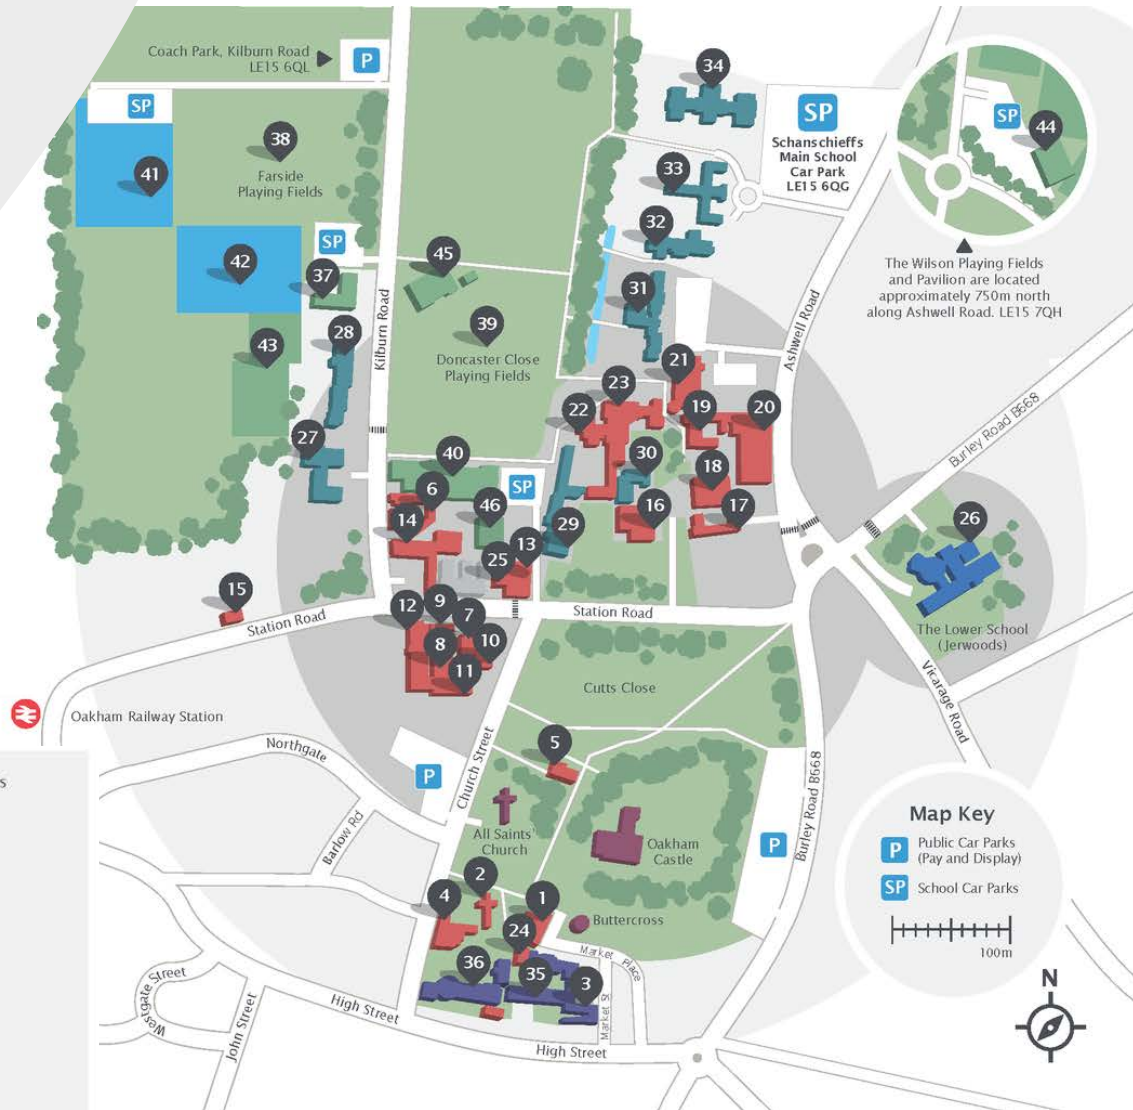 Coach Park, Kilburn Road
LE15 6QL
P
SP
34
SP
Schanschieffs
Main School
Car Park
LE15 6QG
SP
44
38
Farside
Playing Fields
41
33
32
SP
42
37
45
31
The Wilson Playing Fields
and Pavilion are located
approximately 750m north
along Ashwell Road. LE15 7QH
Kilburn Road
39
Doncaster Close
Playing Fields
28
43
Ashwell Road
21
23
22
19
20
27
40
30
18
Burley Road B668
6
SP
46
16
17
14
29
13
25
26
15
12
9
7
Station Road
Station Road
8
10
11
The Lower School
(Jerwoods)
Cutts Close
Vicarage Road
Oakham Railway Station
Northgate
5
Church Street
P
s
Barlow Rd
All Saints'
Church
Oakham
Castle
P
Burley Road B668
Map Key
P
Public Car Parks
(Pay and Display)
SP
School Car Parks
100m
2
4
1
24
Buttercross
Market Place
36
35
3
Market St
Westgate Street
John Street
High Street
High Street
N